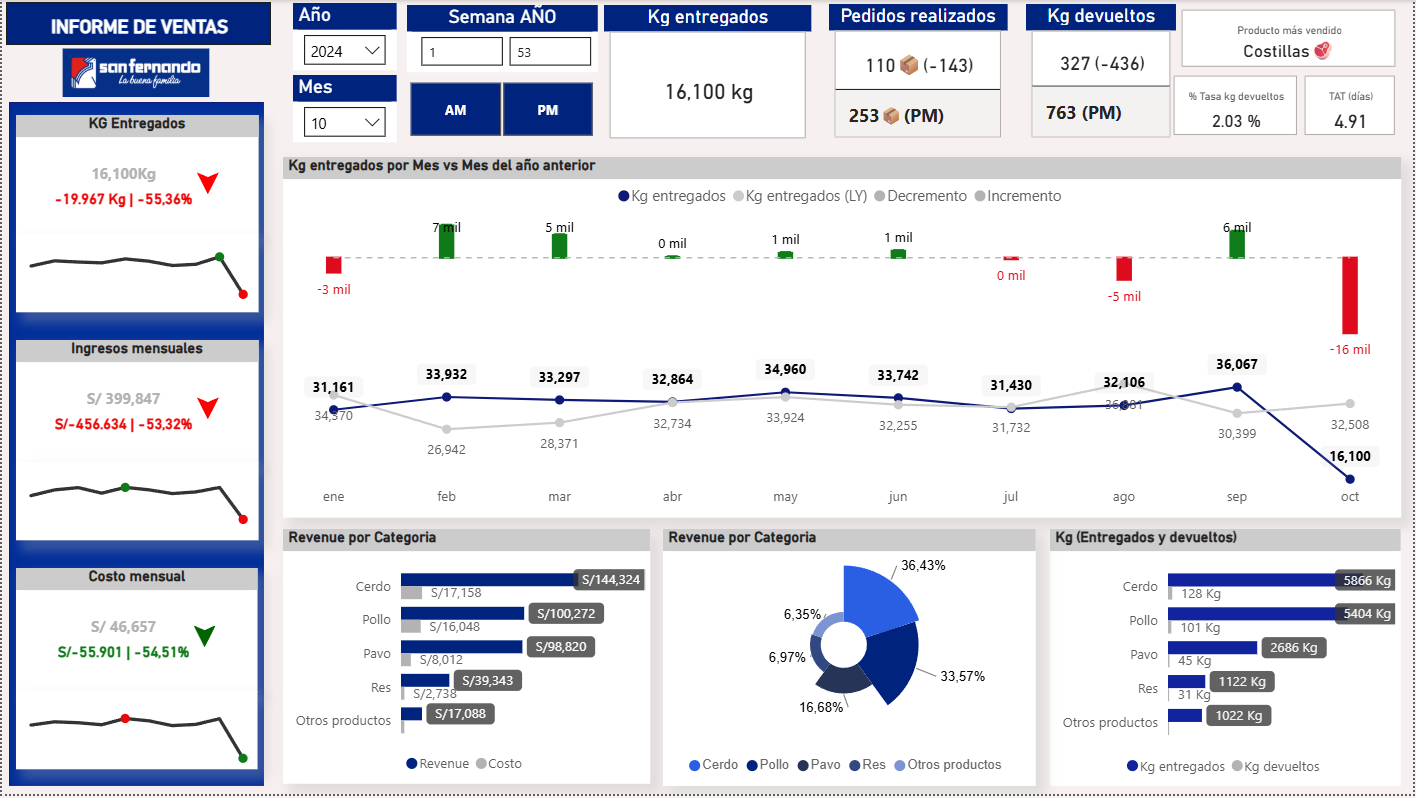 INFORME DE VENTAS
san fernando
La buena familia
Año
2024
Mes
10
Semana AÑO
1
53
AM
PM
Kg entregados
16,100 kg
Pedidos realizados
110 📦 (-143)
253 📦 (PM)
Kg devueltos
327 (-436)
763 (PM)
Producto más vendido
Costillas 🥩
% Tasa kg devueltos
2.03 %
TAT (días)
4.91
KG Entregados
16,100Kg
-19.967 Kg | -55,36%
Ingresos mensuales
S/ 399,847
S/-456.634 | -53,32%
Costo mensual
S/ 46,657
S/-55.901 | -54,51%
Kg entregados por Mes vs Mes del año anterior
Kg entregados Kg entregados (LY) Decremento Incremento
7 mil 5 mil 0 mil 1 mil 1 mil 6 mil
-3 mil 0 mil -5 mil -16 mil
31,161 33,932 33,297 32,864 34,960 33,742 31,430 32,106 36,067 16,100
34,370 26,942 28,371 32,734 33,924 32,255 31,732 30,399 32,508
ene feb mar abr may jun jul ago sep oct
Revenue por Categoria
Cerdo S/144,324
S/17,158
Pollo S/100,272
S/16,048
Pavo S/98,820
S/8,012
Res S/39,343
S/2,738
Otros productos S/17,088
Revenue Costo
Revenue por Categoria
36,43%
33,57%
16,68%
6,97%
6,35%
Cerdo Pollo Pavo Res Otros productos
Kg (Entregados y devueltos)
Cerdo 5866 Kg
128 Kg
Pollo 5404 Kg
101 Kg
Pavo 2686 Kg
45 Kg
Res 1122 Kg
31 Kg
Otros productos 1022 Kg
Kg entregados Kg devueltos